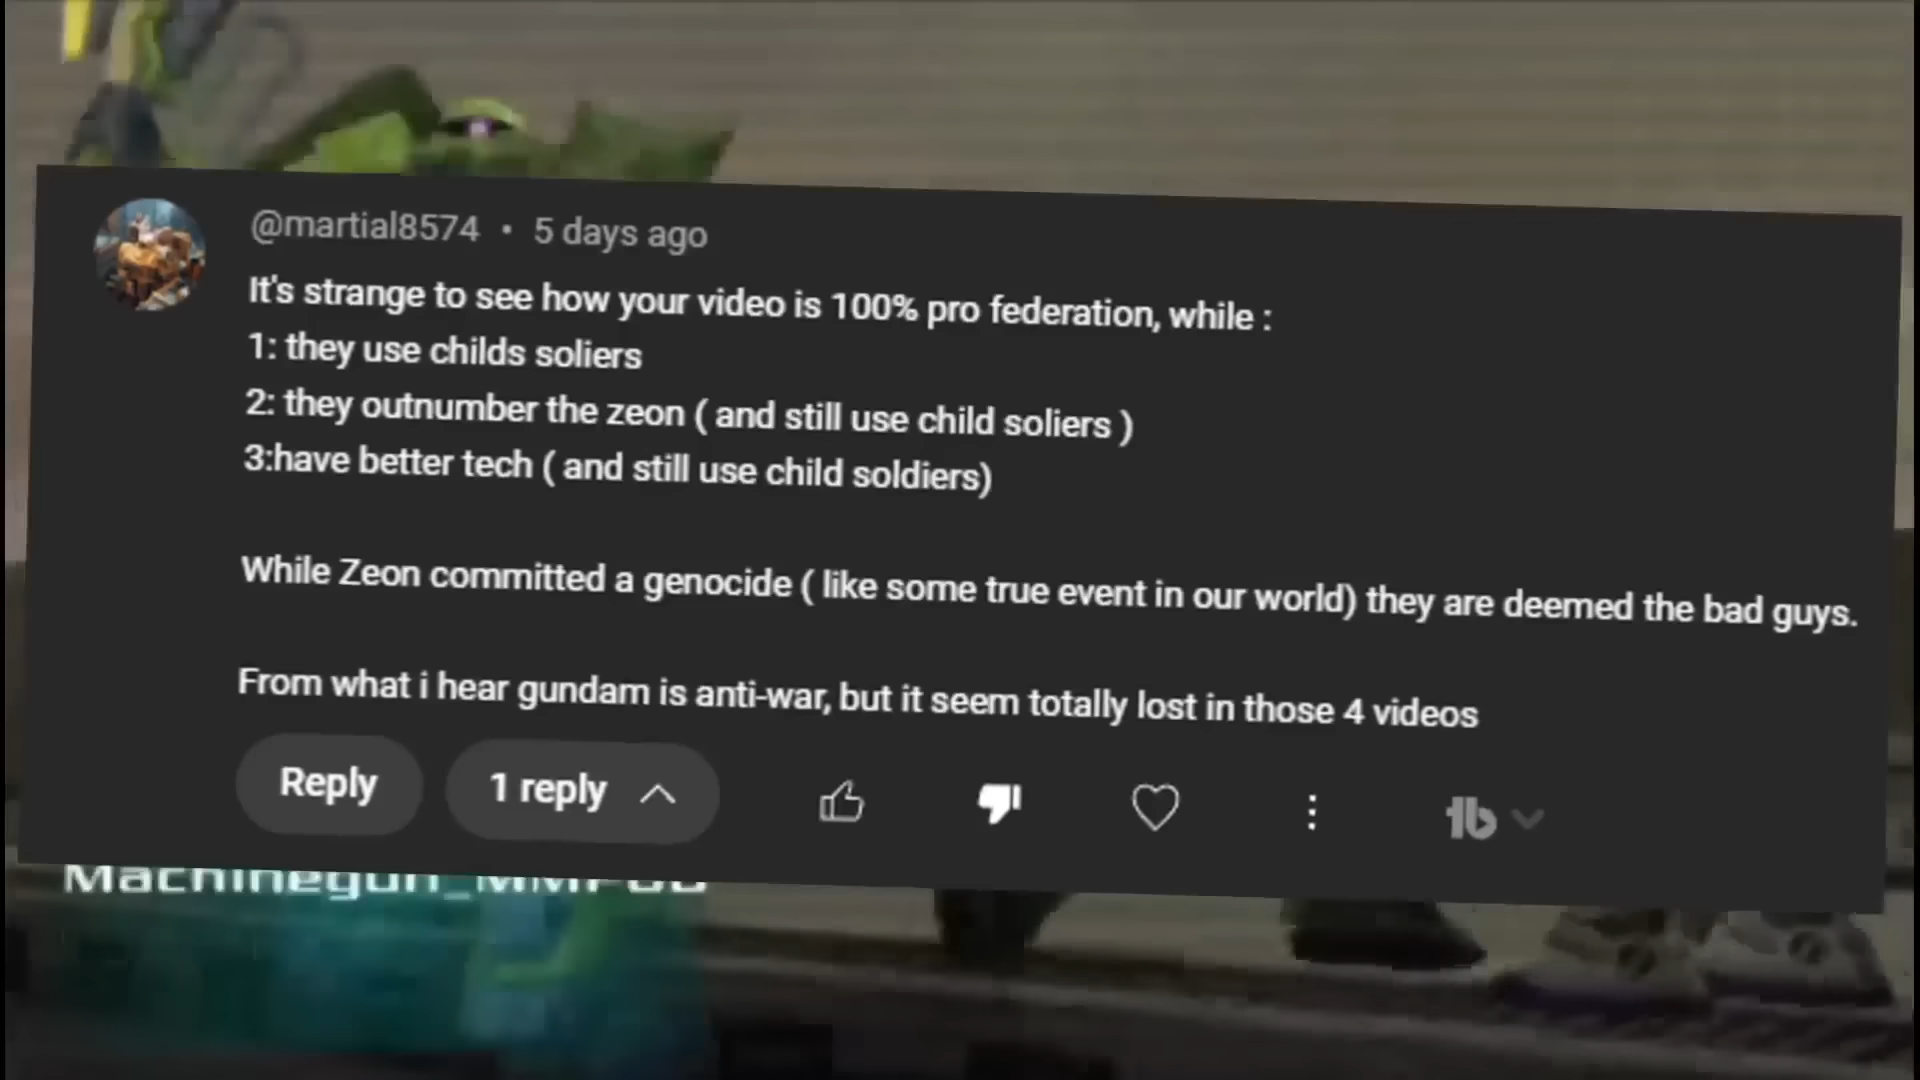 @martial8574 • 5 days ago
It's strange to see how your video is 100% pro federation, while :
1: they use childs soliers
2: they outnumber the zeon ( and still use child soliers )
3:have better tech ( and still use child soldiers)
While Zeon committed a genocide ( like some true event in our world) they are deemed the bad guys.
From what i hear gundam is anti-war, but it seem totally lost in those 4 videos
Reply
1 reply
tb